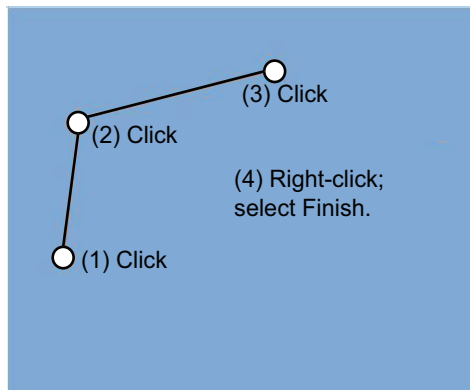 (3) Click
(2) Click
(4) Right-click;
select Finish.
(1) Click